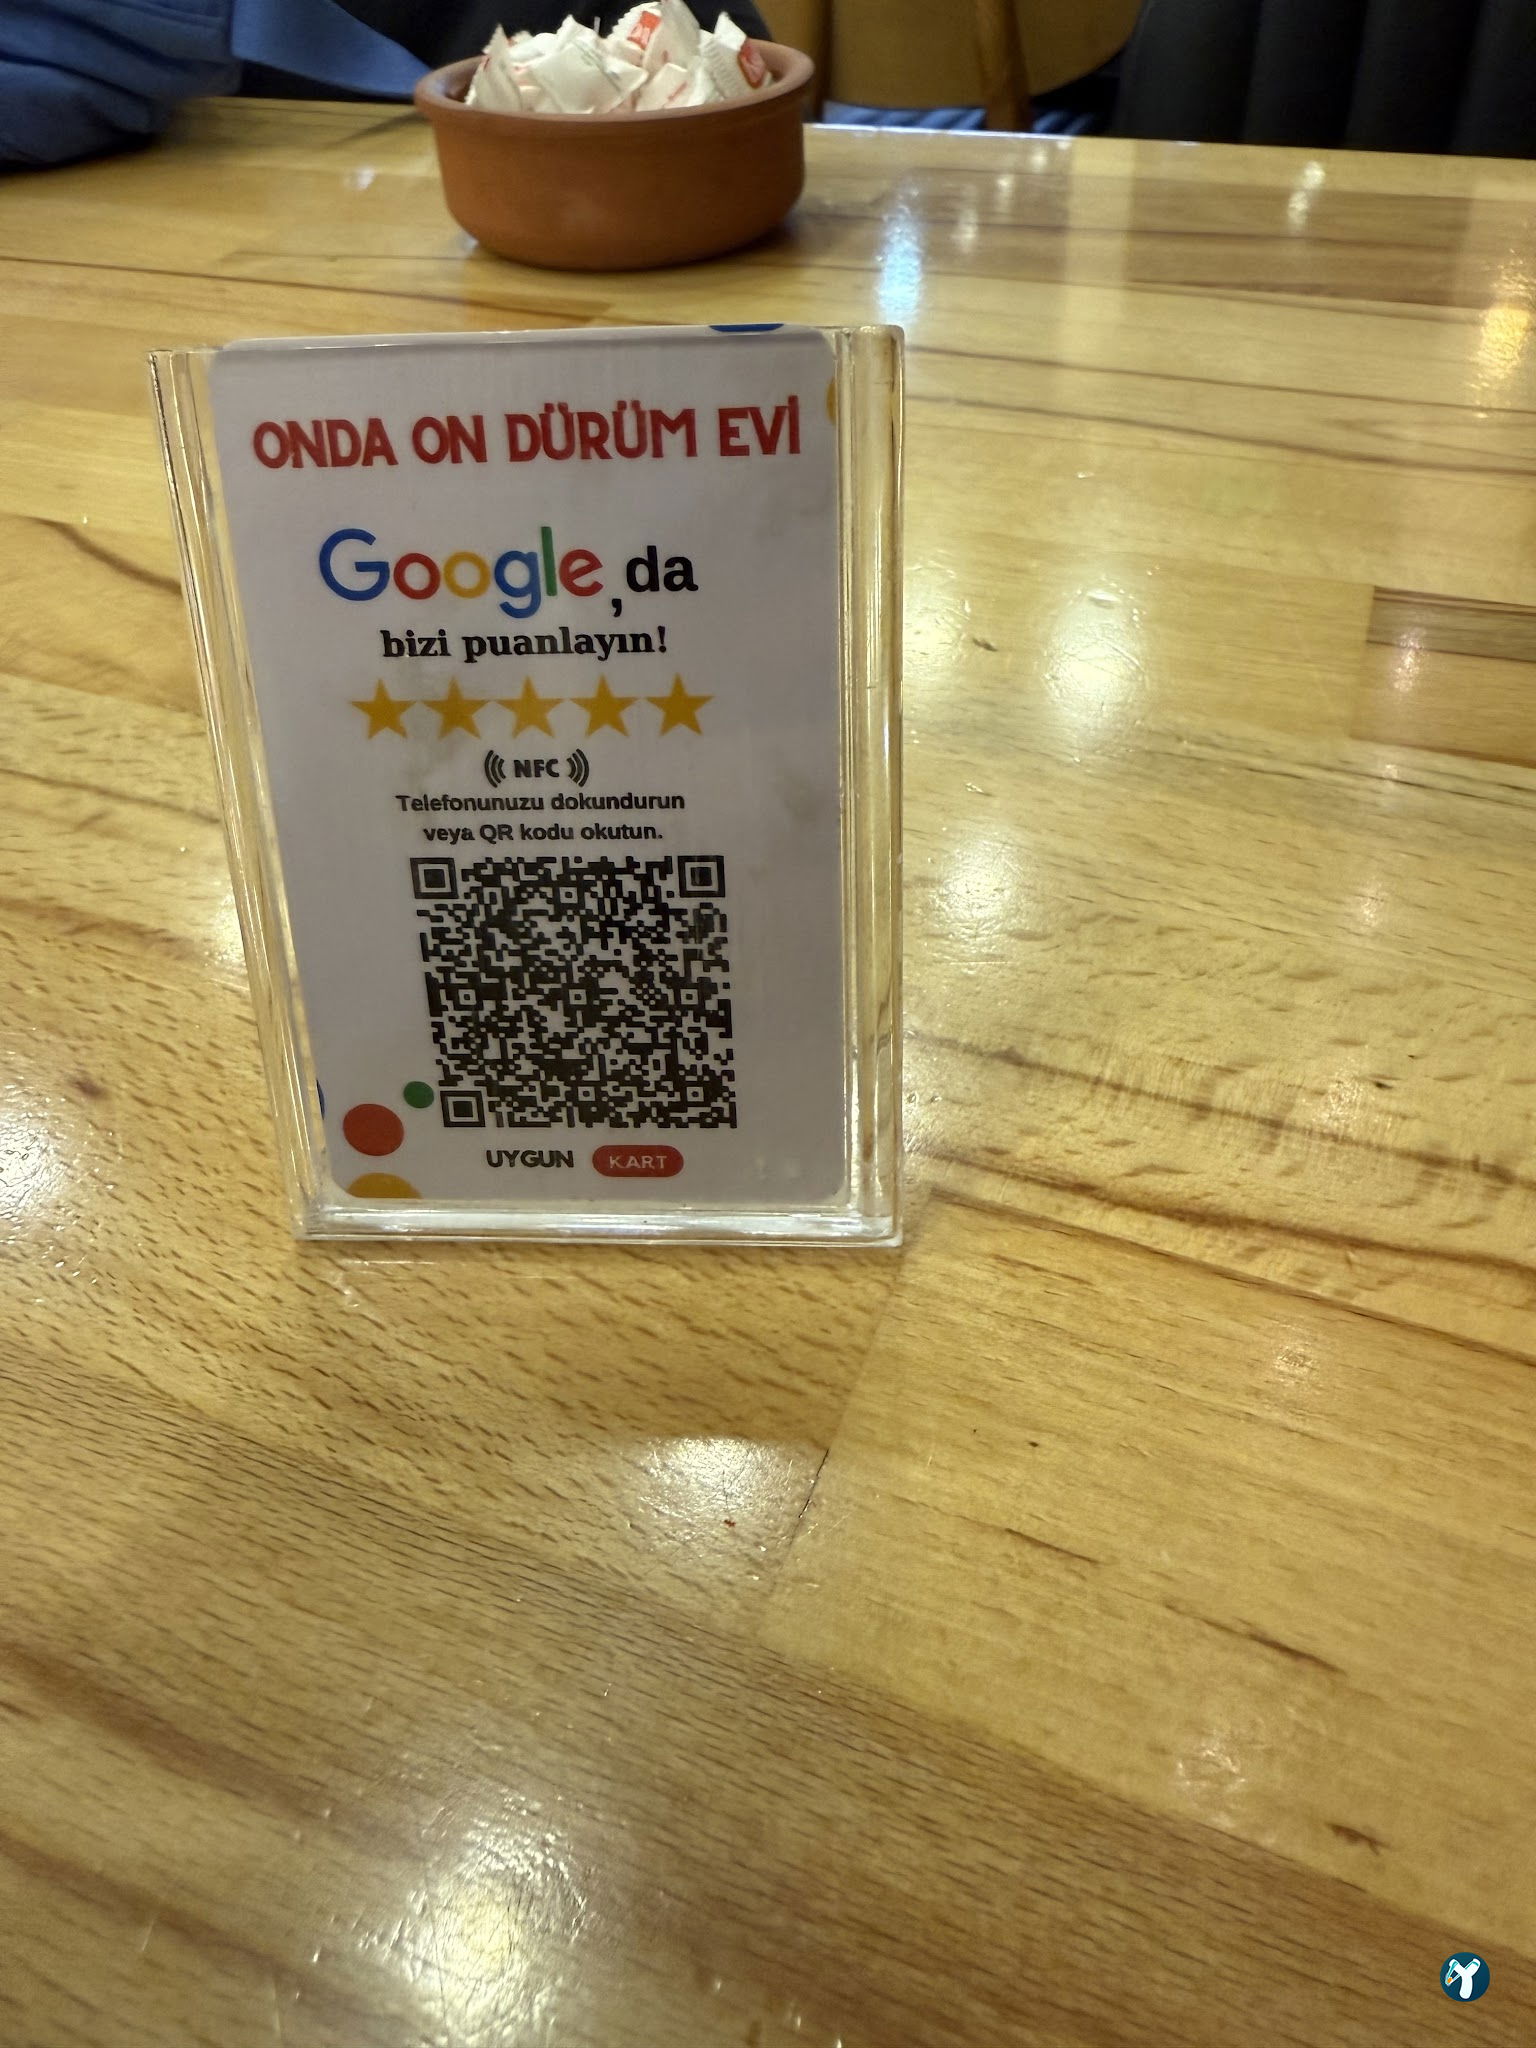 ONDA ON DÜRÜM EVİ
Google,da
bizi puanlayın!
NFC
Telefonunuzu dokundurun
veya QR kodu okutun.
UYGUN KART